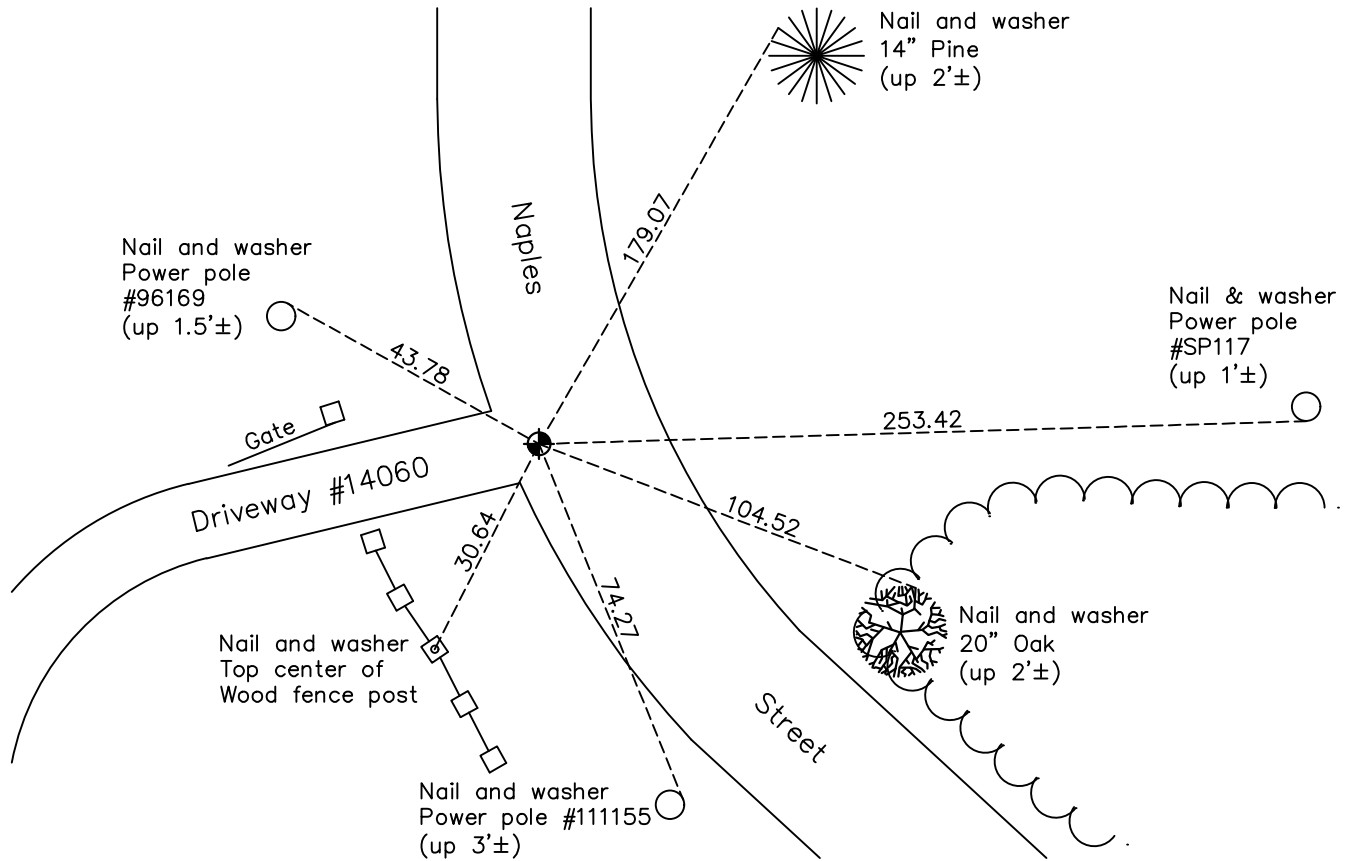 Nail and washer
14” Pine
(up 2’±)
Naples
179.07
Nail and washer
Power pole
#96169
(up 1.5’±)
43.78
Nail & washer
Power pole
#SP117
(up 1’±)
253.42
Gate
Driveway #14060
104.52
30.64
74.27
Nail and washer
20” Oak
(up 2’±)
Nail and washer
Top center of
Wood fence post
Street
Nail and washer
Power pole #111155
(up 3’±)